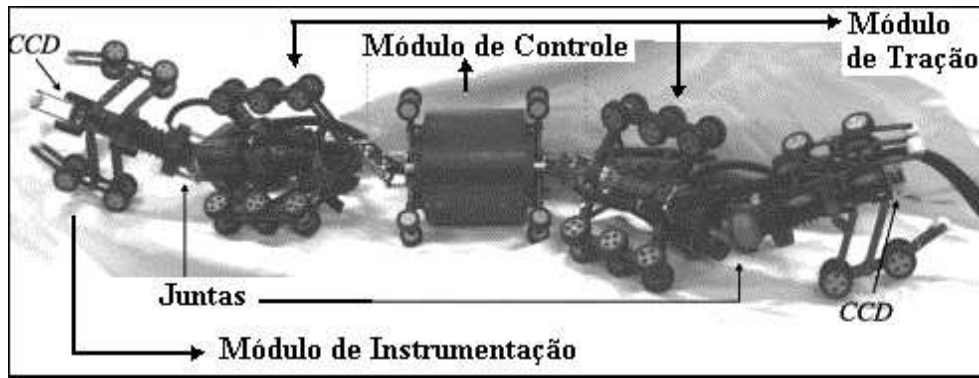 CCD
Módulo de Controle
Módulo
de Tração
Juntas
CCD
Módulo de Instrumentação